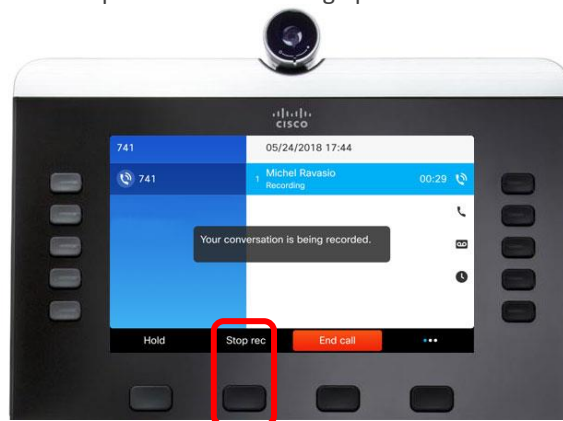 CISCO
741
05/24/2018 17:44
741
1 Michel Ravasio
Recording
00:29
Your conversation is being recorded.
Hold
Stop rec
End call